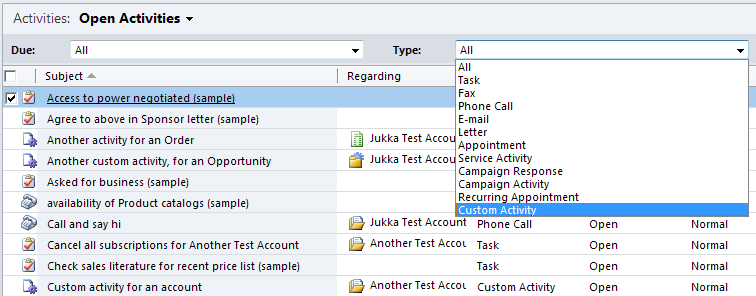 Activities: Open Activities
Due: All Type: All
Subject Regarding
All
Task
Fax
Phone Call
E-mail
Letter
Appointment
Service Activity
Campaign Response
Campaign Activity
Recurring Appointment
Custom Activity
Access to power negotiated (sample)
Agree to above in Sponsor letter (sample)
Another activity for an Order Jukka Test Accou
Another custom activity, for an Opportunity Jukka Test Accou
Asked for business (sample)
availability of Product catalogs (sample)
Call and say hi Jukka Test Accou Phone Call Open Normal
Cancel all subscriptions for Another Test Account Another Test Accou Task Open Normal
Check sales literature for recent price list (sample) Task Open Normal
Custom activity for an account Another Test Accou Custom Activity Open Normal